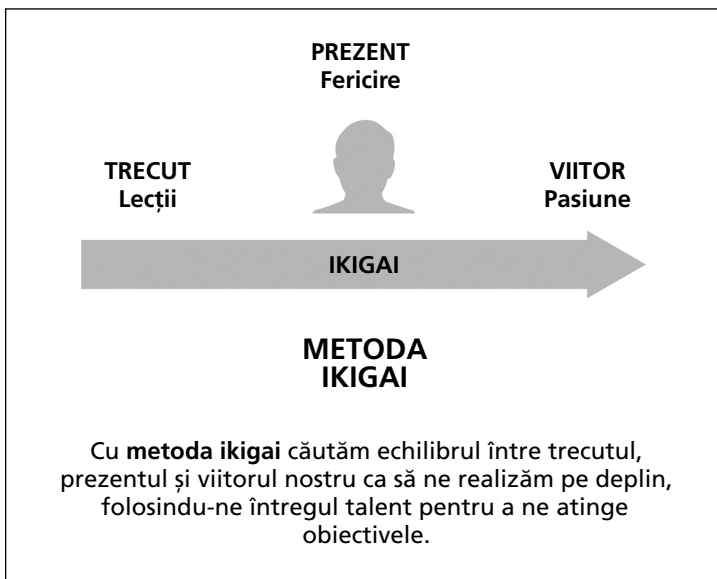 PREZENT
Fericire
TRECUT
Lecții
VIITOR
Pasiune
IKIGAI
METODA
IKIGAI
Cu metoda ikigai căutăm echilibrul între trecutul,
prezentul și viitorul nostru ca să ne realizăm pe deplin,
folosindu-ne întregul talent pentru a ne atinge
obiectivele.